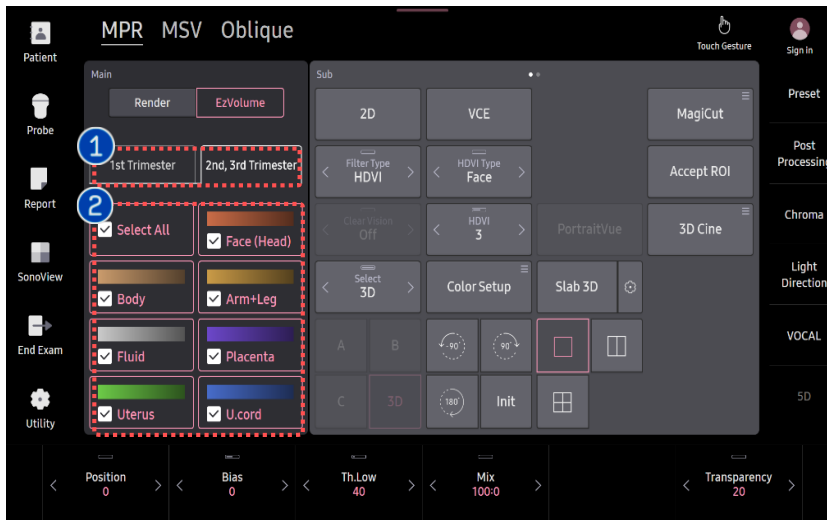 MPR MSV Oblique
Touch Gesture
Sign in
Patient
Probe
Report
SonoView
End Exam
Utility
Main
Render
EzVolume
1
1st Trimester
2nd, 3rd Trimester
2
Select All
Face (Head)
Body
Arm+Leg
Fluid
Placenta
Uterus
U.cord
Sub
2D
VCE
MagiCut
< Filter Type >
HDVI
< HDVI Type >
Face
Accept ROI
< Clear Vision >
Off
< HDVI >
3
PortraitVue
3D Cine
< Select >
3D
Color Setup
Slab 3D
A
B
-90°
90°
C
3D
180°
Init
Preset
Post
Processing
Chroma
Light
Direction
VOCAL
5D
< Position >
0
< Bias >
0
< Th.Low >
40
< Mix >
100:0
< Transparency >
20